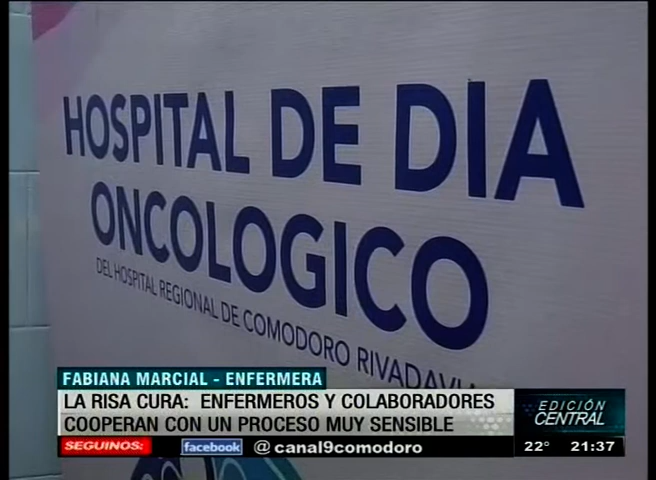 HOSPITAL DE DIA
ONCOLOGICO
DEL HOSPITAL REGIONAL DE COMODORO RIVADAVIA
FABIANA MARCIAL - ENFERMERA
LA RISA CURA: ENFERMEROS Y COLABORADORES
COOPERAN CON UN PROCESO MUY SENSIBLE
EDICIÓN
CENTRAL
SEGUINOS: facebook @canal9comodoro
22° 21:37